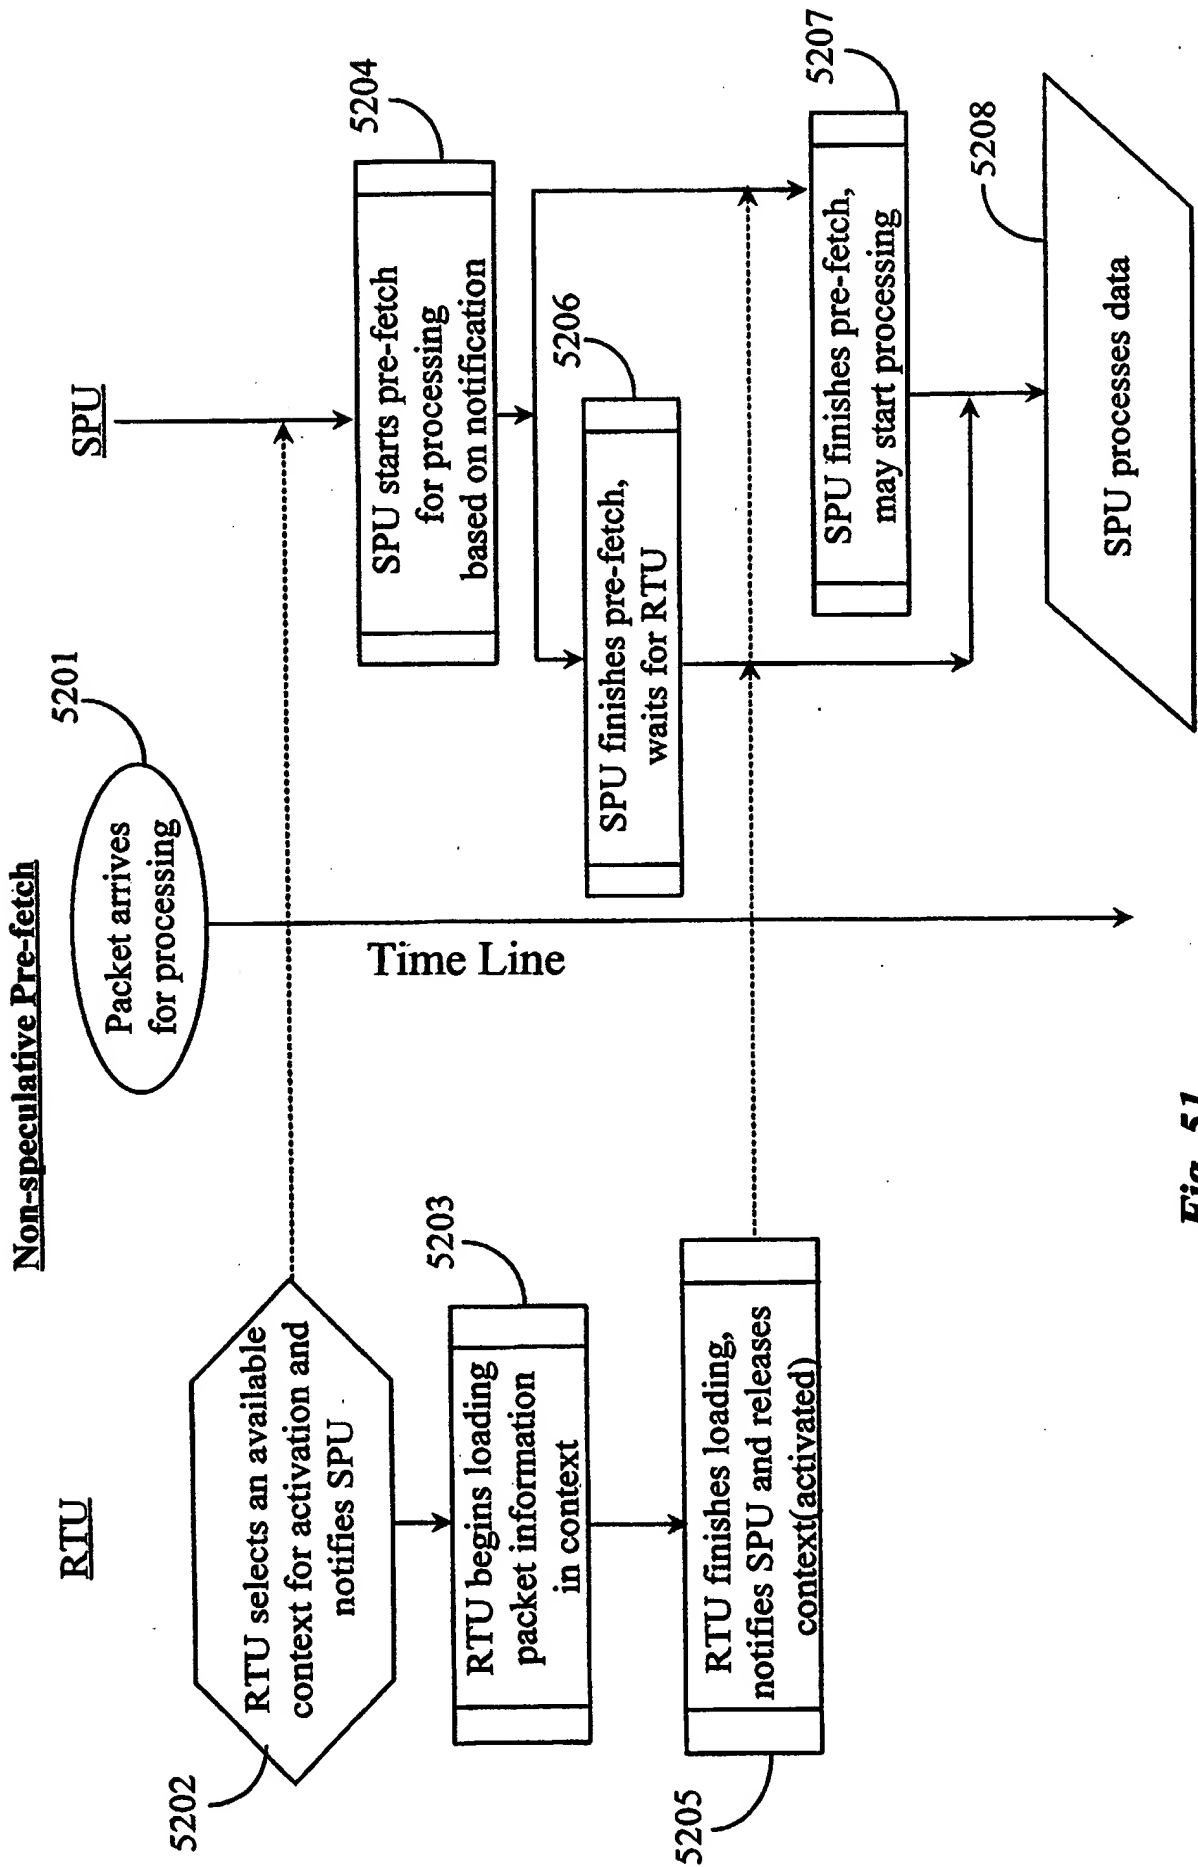 Non-speculative Pre-fetch
RTU
SPU
Packet arrives
for processing
5201
5202
RTU selects an available
context for activation and
notifies SPU
Time Line
5204
SPU starts pre-fetch
for processing
based on notification
5203
RTU begins loading
packet information
in context
5206
SPU finishes pre-fetch,
waits for RTU
5205
RTU finishes loading,
notifies SPU and releases
context(activated)
5207
SPU finishes pre-fetch,
may start processing
5208
SPU processes data
Fig. 51